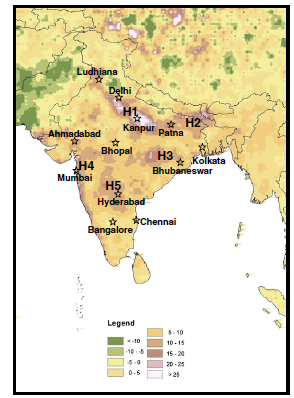 Ludhiana
Delhi
H1
Kanpur
Patna
H2
Ahmadabad
Bhopal
H3
Kolkata
H4
Bhubaneswar
Mumbai
H5
Hyderabad
Bangalore
Chennai
Legend
< -10
-10 - -5
-5 - 0
0 - 5
5 - 10
10 - 15
15 - 20
20 - 25
> 25